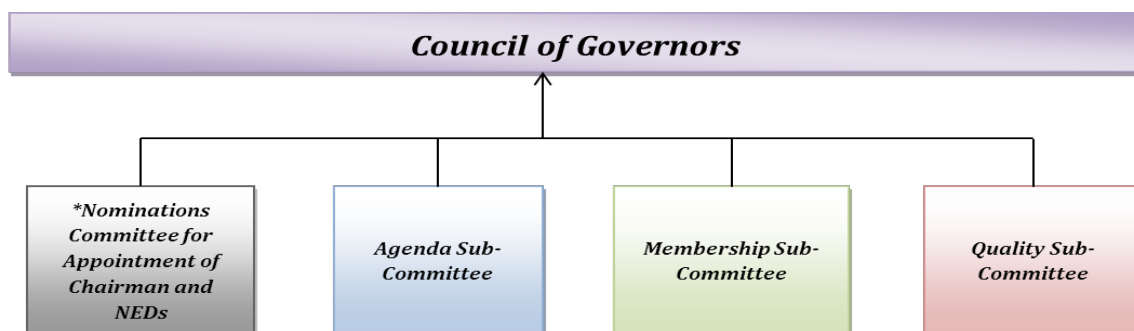 Council of Governors
*Nominations
Committee for
Appointment of
Chairman and
NEDs
Agenda Sub-
Committee
Membership Sub-
Committee
Quality Sub-
Committee